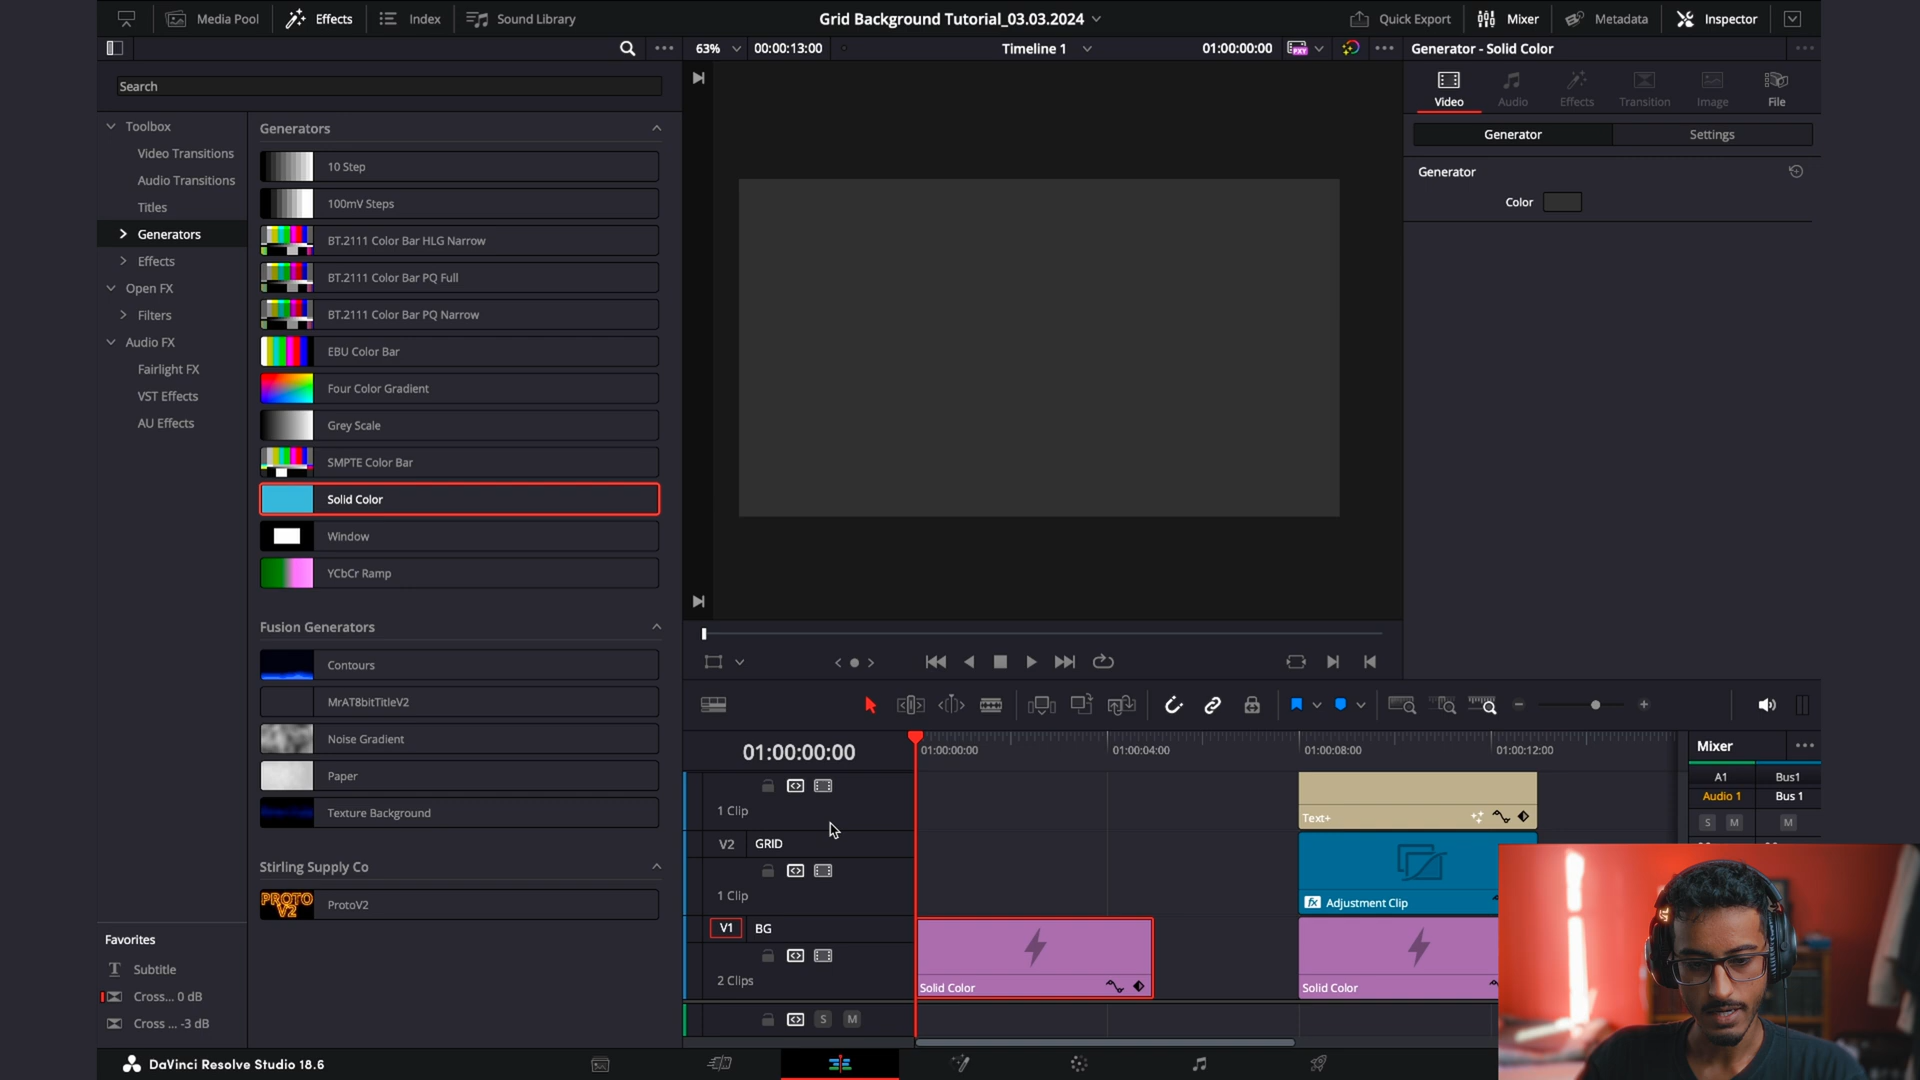 Media Pool
Effects
Index
Sound Library
Grid Background Tutorial_03.03.2024
Quick Export
Mixer
Metadata
Inspector
63%
00:00:13:00
Timeline 1
01:00:00:00
Generator - Solid Color
Search
Video
Audio
Effects
Transition
Image
File
Generator
Settings
Generator
Color
Toolbox
Video Transitions
Audio Transitions
Titles
Generators
Effects
Open FX
Filters
Audio FX
Fairlight FX
VST Effects
AU Effects
Generators
10 Step
100mV Steps
BT.2111 Color Bar HLG Narrow
BT.2111 Color Bar PQ Full
BT.2111 Color Bar PQ Narrow
EBU Color Bar
Four Color Gradient
Grey Scale
SMPTE Color Bar
Solid Color
Window
YCbCr Ramp
Fusion Generators
Contours
MrAT8bitTitleV2
Noise Gradient
Paper
Texture Background
Stirling Supply Co
PROTO V2
ProtoV2
Favorites
Subtitle
Cross... 0 dB
Cross ... -3 dB
01:00:00:00
01:00:00:00
01:00:04:00
01:00:08:00
01:00:12:00
1 Clip
Text+
V2 GRID
1 Clip
fx Adjustment Clip
V1 BG
2 Clips
Solid Color
Solid Color
S M
Mixer
A1
Bus1
Audio 1
Bus 1
S M
M
DaVinci Resolve Studio 18.6